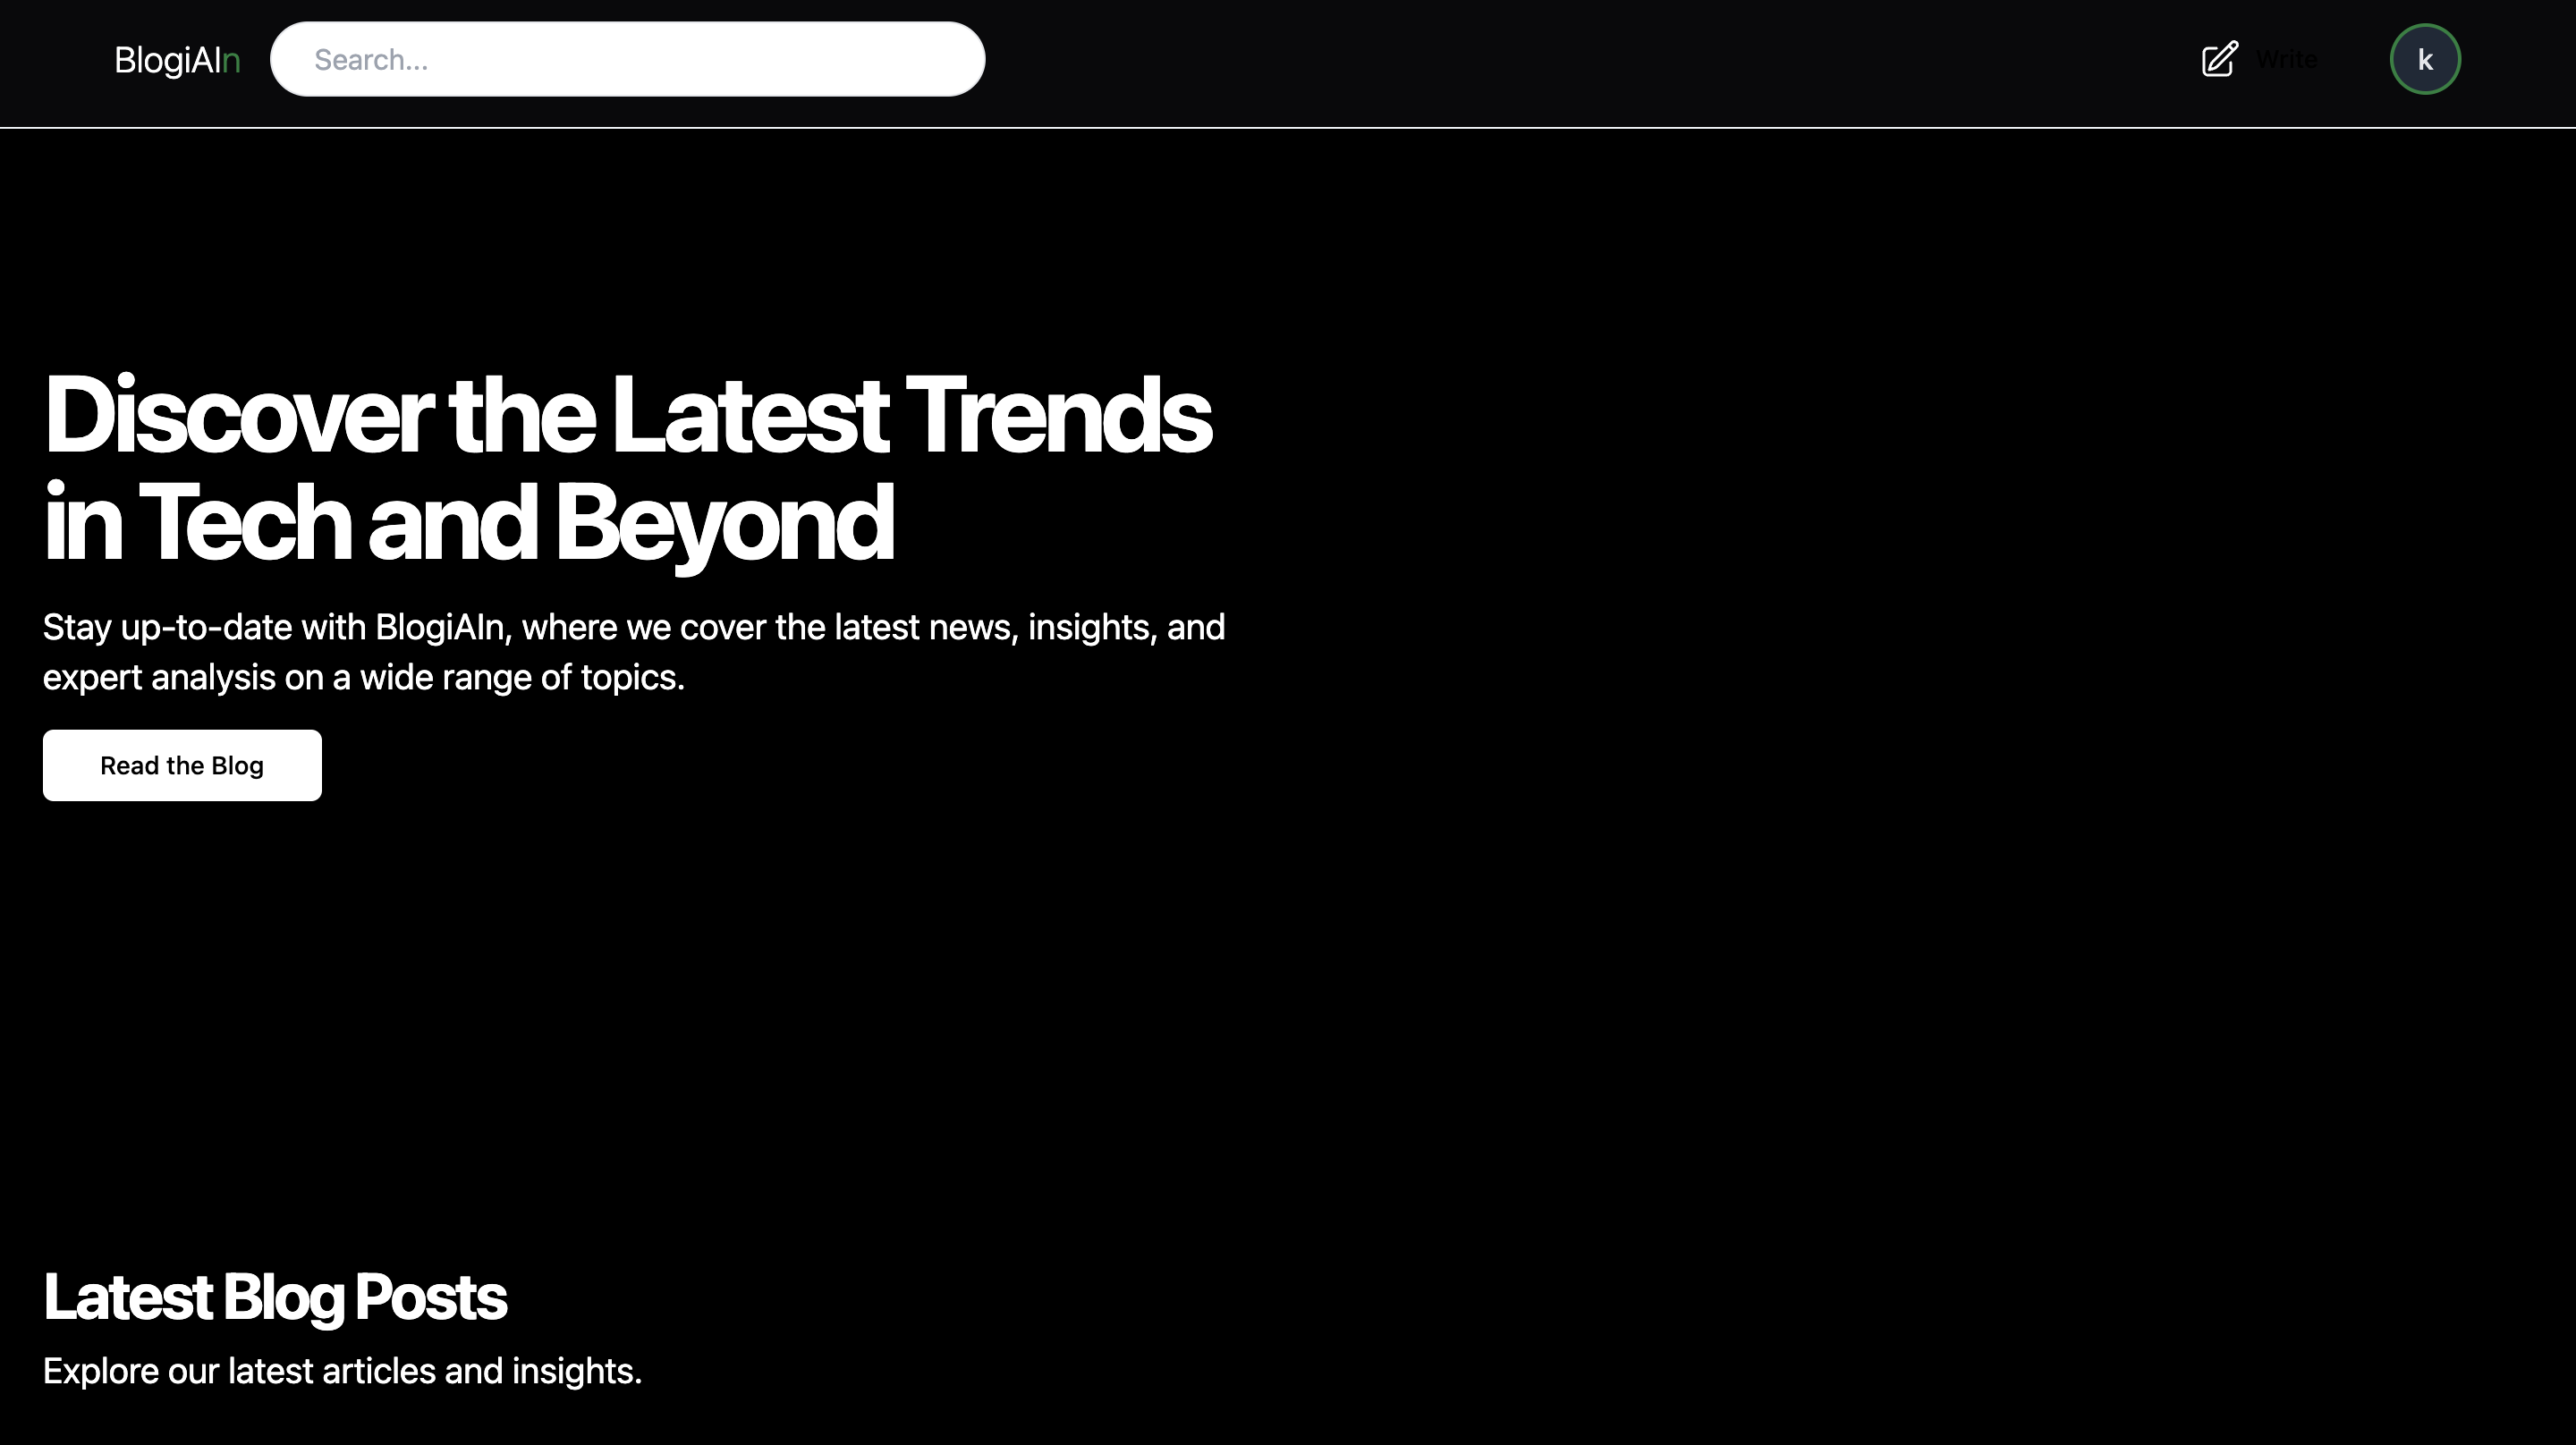 BlogiAIn
Search...
Write
k
Discover the Latest Trends
in Tech and Beyond
Stay up-to-date with BlogiAIn, where we cover the latest news, insights, and
expert analysis on a wide range of topics.
Read the Blog
Latest Blog Posts
Explore our latest articles and insights.